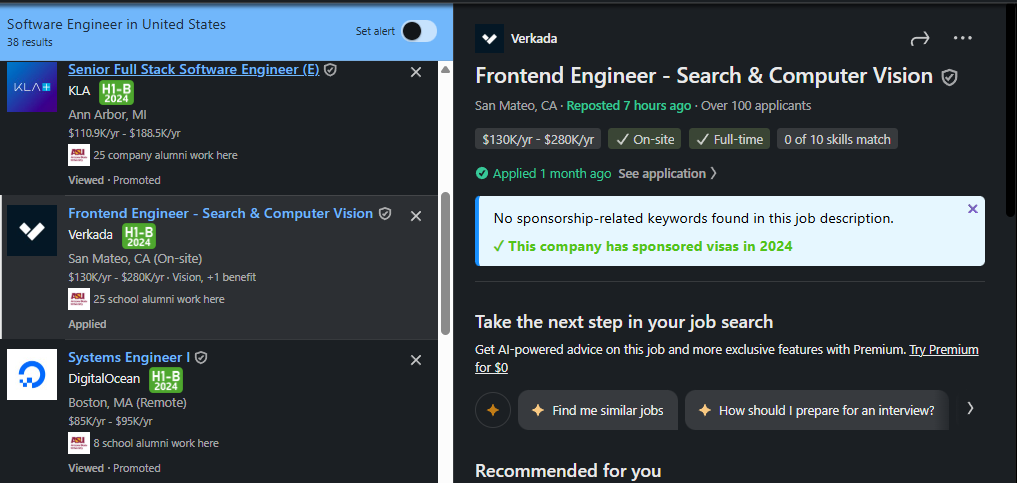 Software Engineer in United States
38 results
Set alert
KLA+
Senior Full Stack Software Engineer (E)
KLA H1-B 2024
Ann Arbor, MI
$110.9K/yr - $188.5K/yr
ASU 25 company alumni work here
Viewed · Promoted
Frontend Engineer - Search & Computer Vision
Verkada H1-B 2024
San Mateo, CA (On-site)
$130K/yr - $280K/yr · Vision, +1 benefit
ASU 25 school alumni work here
Applied
Systems Engineer I
DigitalOcean H1-B 2024
Boston, MA (Remote)
$85K/yr - $95K/yr
ASU 8 school alumni work here
Viewed · Promoted
Verkada
Frontend Engineer - Search & Computer Vision
San Mateo, CA · Reposted 7 hours ago · Over 100 applicants
$130K/yr - $280K/yr ✓ On-site ✓ Full-time 0 of 10 skills match
Applied 1 month ago See application
No sponsorship-related keywords found in this job description.
✓ This company has sponsored visas in 2024
Take the next step in your job search
Get AI-powered advice on this job and more exclusive features with Premium. Try Premium
for $0
Find me similar jobs How should I prepare for an interview?
Recommended for you